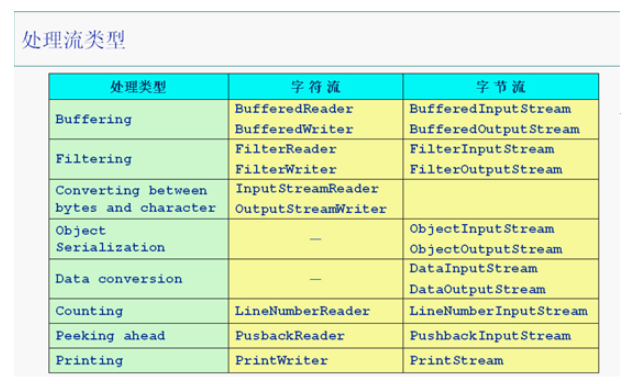 处理流类型
处理类型 字符流 字节流
Buffering BufferedReader BufferedInputStream
BufferedWriter BufferedOutputStream
Filtering FilterReader FilterInputStream
FilterWriter FilterOutputStream
Converting between InputStreamReader
bytes and character OutputStreamWriter
Object — ObjectInputStream
Serialization ObjectOutputStream
Data conversion — DataInputStream
DataOutputStream
Counting LineNumberReader LineNumberInputStream
Peeking ahead PusbackReader PushbackInputStream
Printing PrintWriter PrintStream